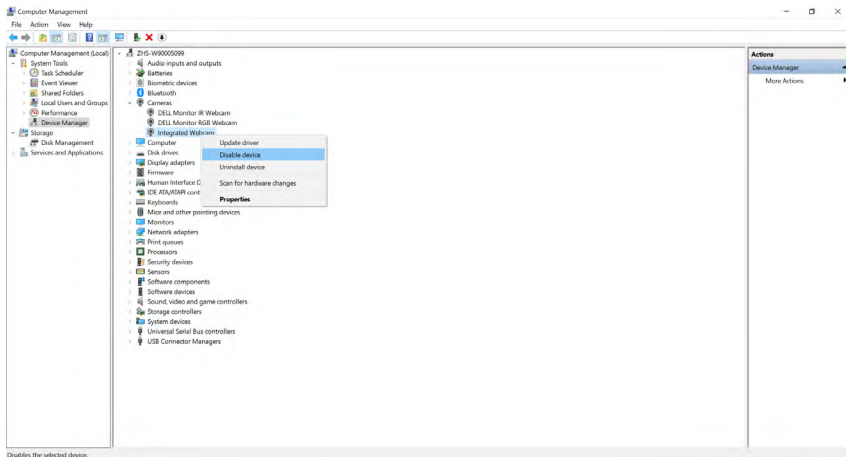 Computer Management
File Action View Help
Computer Management (Local)
System Tools
Task Scheduler
Event Viewer
Shared Folders
Local Users and Groups
Performance
Device Manager
Storage
Disk Management
Services and Applications
ZHS-W90005099
Audio inputs and outputs
Batteries
Biometric devices
Bluetooth
Cameras
DELL Monitor IR Webcam
DELL Monitor RGB Webcam
Integrated Webcam
Computer
Disk drives
Display adapters
Firmware
Human Interface D
IDE ATA/ATAPI cont
Keyboards
Mice and other pointing devices
Monitors
Network adapters
Print queues
Processors
Security devices
Sensors
Software components
Software devices
Sound, video and game controllers
Storage controllers
System devices
Universal Serial Bus controllers
USB Connector Managers
Update driver
Disable device
Uninstall device
Scan for hardware changes
Properties
Actions
Device Manager
More Actions
Disables the selected device.